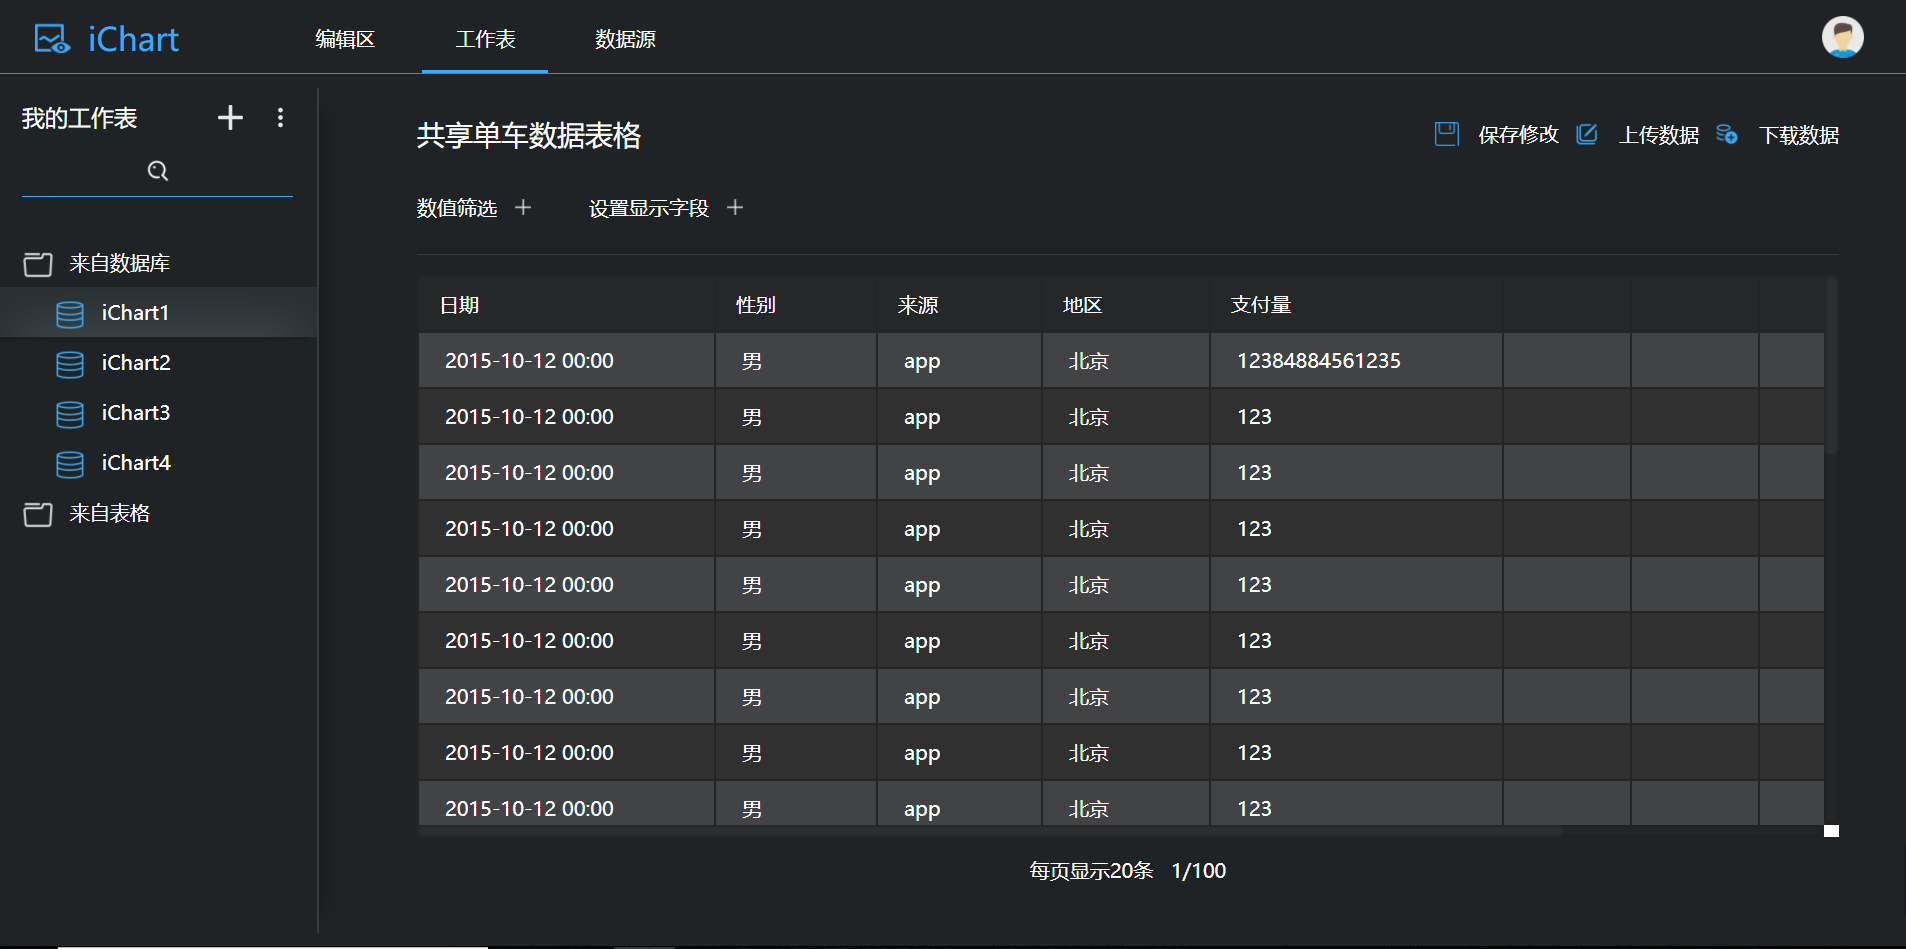 iChart 编辑区 工作表 数据源
我的工作表
来自数据库
iChart1
iChart2
iChart3
iChart4
来自表格
共享单车数据表格 保存修改 上传数据 下载数据
数值筛选 + 设置显示字段 +
日期 性别 来源 地区 支付量
2015-10-12 00:00 男 app 北京 12384884561235
2015-10-12 00:00 男 app 北京 123
2015-10-12 00:00 男 app 北京 123
2015-10-12 00:00 男 app 北京 123
2015-10-12 00:00 男 app 北京 123
2015-10-12 00:00 男 app 北京 123
2015-10-12 00:00 男 app 北京 123
2015-10-12 00:00 男 app 北京 123
2015-10-12 00:00 男 app 北京 123
每页显示20条 1/100